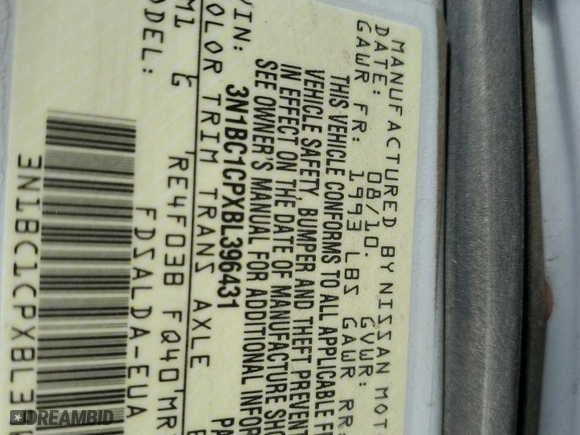 MANUFACTURED BY NISSAN MOT
DATE: 08/10. GVWR:
GAWR FR: 1993 LBS GAWR RR:
THIS VEHICLE CONFORMS TO ALL APPLICABLE
VEHICLE SAFETY, BUMPER AND THEFT PREVENT
IN EFFECT ON THE DATE OF MANUFACTURE SHO
SEE OWNER'S MANUAL FOR ADDITIONAL INFOR
VIN: 3N1BC1CPXBL396431
COLOR TRIM TRANS AXLE
M1 G RE4F03B FQ40 MR
MODEL: FDSALDA-EUA
3N1BC1CPXBL3
DREAMBID